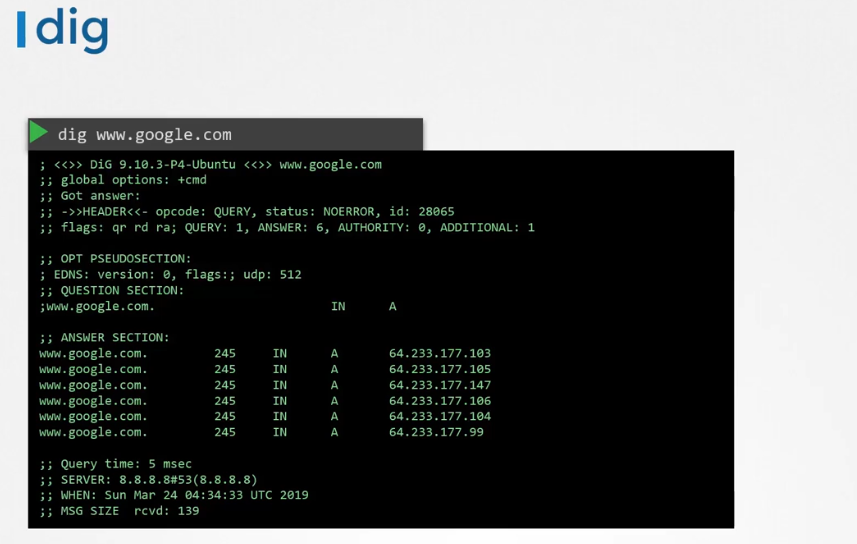 dig
dig www.google.com
; <<>> DiG 9.10.3-P4-Ubuntu <<>> www.google.com
;; global options: +cmd
;; Got answer:
;; ->>HEADER<<- opcode: QUERY, status: NOERROR, id: 28065
;; flags: qr rd ra; QUERY: 1, ANSWER: 6, AUTHORITY: 0, ADDITIONAL: 1
;; OPT PSEUDOSECTION:
; EDNS: version: 0, flags:; udp: 512
;; QUESTION SECTION:
;www.google.com. IN A
;; ANSWER SECTION:
www.google.com. 245 IN A 64.233.177.103
www.google.com. 245 IN A 64.233.177.105
www.google.com. 245 IN A 64.233.177.147
www.google.com. 245 IN A 64.233.177.106
www.google.com. 245 IN A 64.233.177.104
www.google.com. 245 IN A 64.233.177.99
;; Query time: 5 msec
;; SERVER: 8.8.8.8#53(8.8.8.8)
;; WHEN: Sun Mar 24 04:34:33 UTC 2019
;; MSG SIZE rcvd: 139